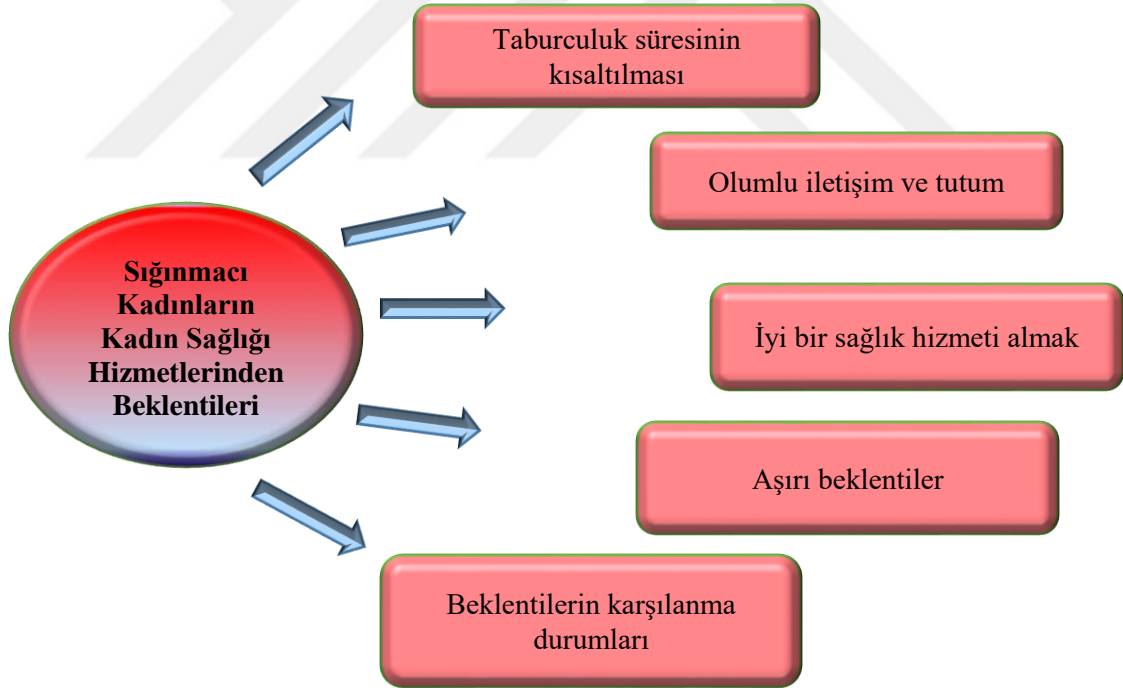 Taburculuk süresinin
kısaltılması
Olumlu iletişim ve tutum
Sığınmacı
Kadınların
Kadın Sağlığı
Hizmetlerinden
Beklentileri
İyi bir sağlık hizmeti almak
Aşırı beklentiler
Beklentilerin karşılanma
durumları